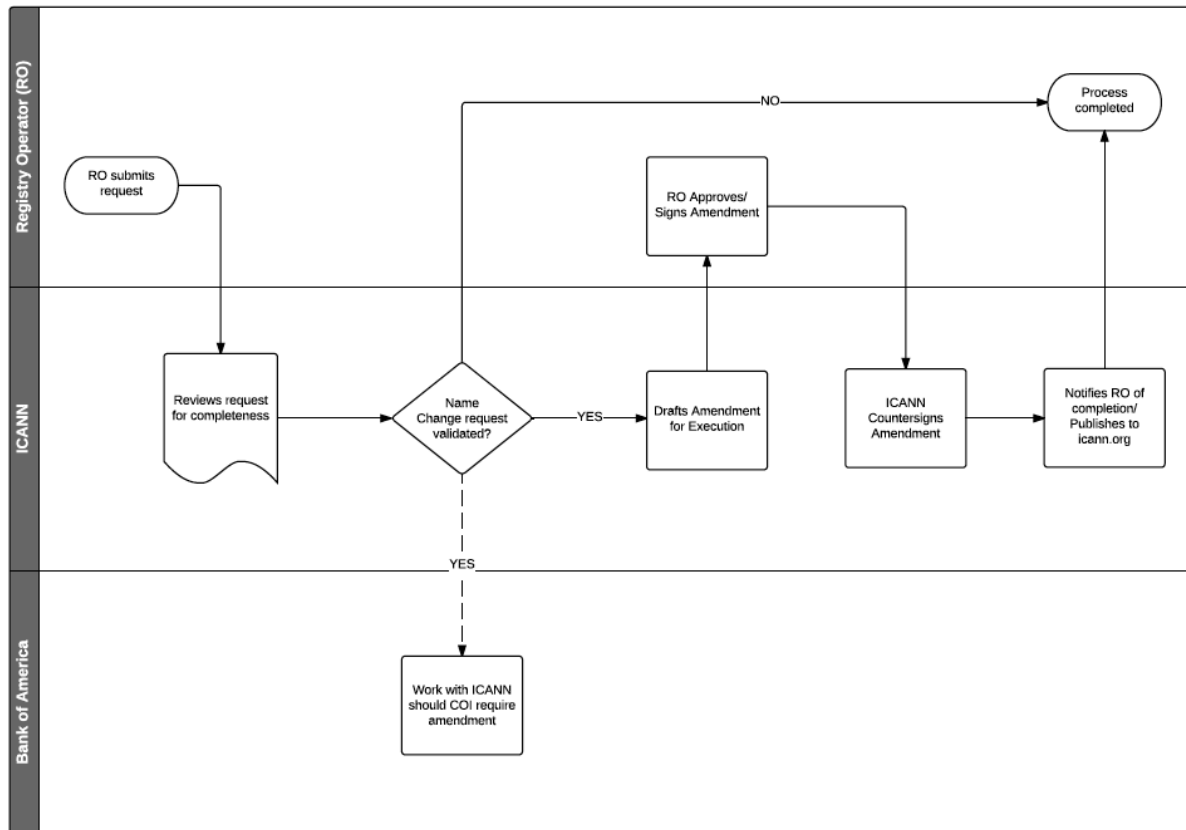 Registry Operator (RO)
RO submits
request
NO
Process
completed
RO Approves/
Signs Amendment
ICANN
Reviews request
for completeness
Name
Change request
validated?
YES
Drafts Amendment
for Execution
ICANN
Countersigns
Amendment
Notifies RO of
completion/
Publishes to
icann.org
YES
Bank of America
Work with ICANN
should COI require
amendment